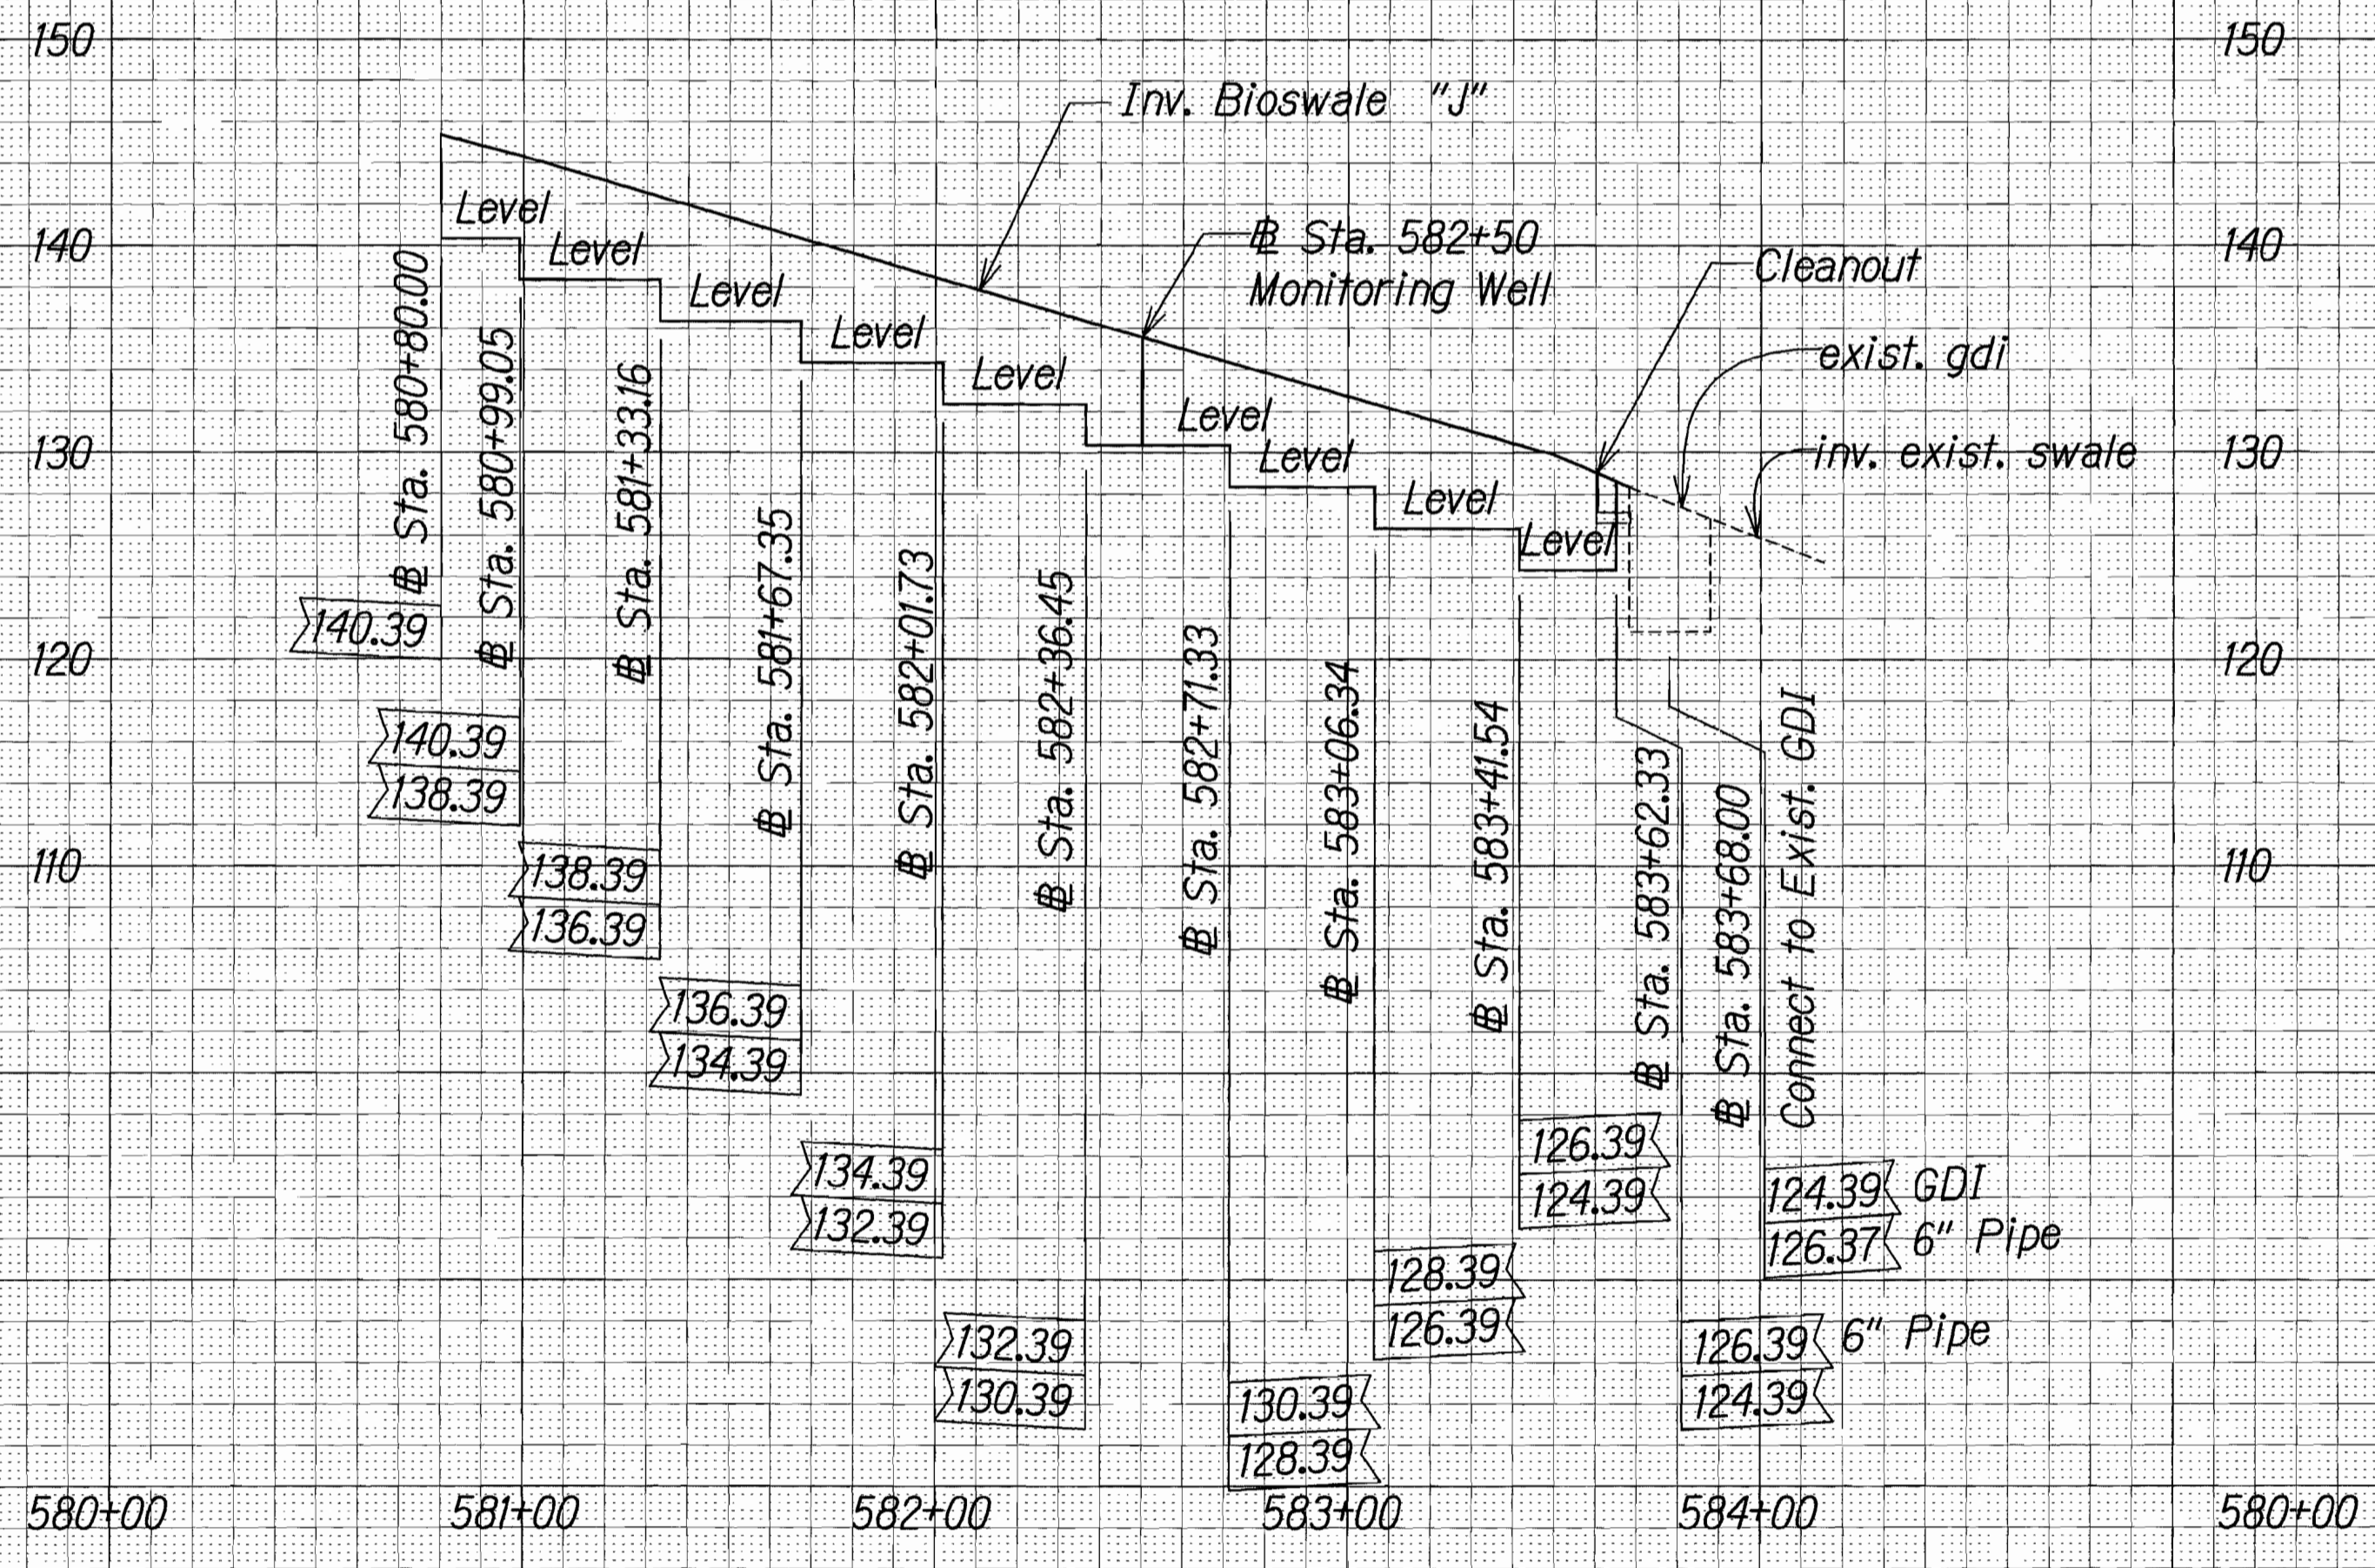 150
150
Inv. Bioswale "J"
Level
Level
Level
Level
Level
Level
Level
Level
Level
140
140
℄ Sta. 582+50
Monitoring Well
Cleanout
exist. gdi
inv. exist. swale
130
130
120
120
110
110
Sta. 580+80.00
140.39
Sta. 580+99.05
140.39
138.39
Sta. 581+33.16
138.39
136.39
Sta. 581+67.35
136.39
134.39
Sta. 582+01.73
134.39
132.39
Sta. 582+36.45
132.39
130.39
Sta. 582+71.33
130.39
128.39
Sta. 583+06.34
128.39
126.39
Sta. 583+41.54
126.39
124.39
Sta. 583+62.33
126.39 6" Pipe
124.39
Sta. 583+68.00
Connect to Exist. GDI
124.39 GDI
126.37 6" Pipe
580+00
581+00
582+00
583+00
584+00
580+00